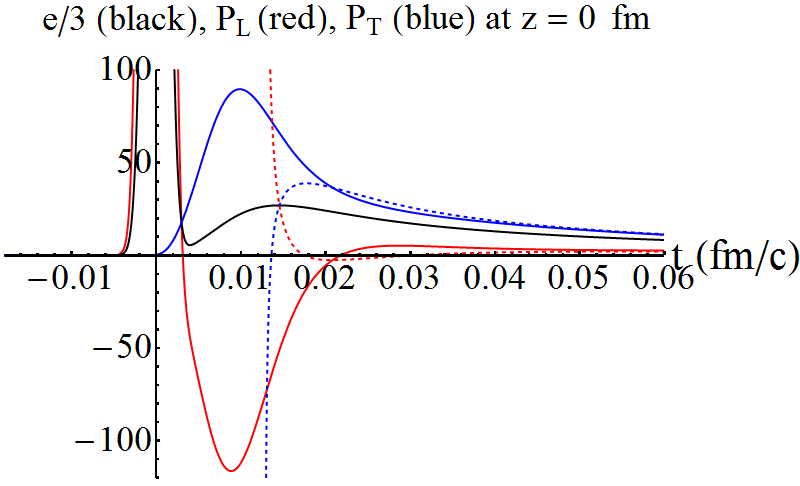 e/3 (black), P_L (red), P_T (blue) at z = 0 fm
100
50
−0.01 0.01 0.02 0.03 0.04 0.05 0.06 t (fm/c)
−50
−100